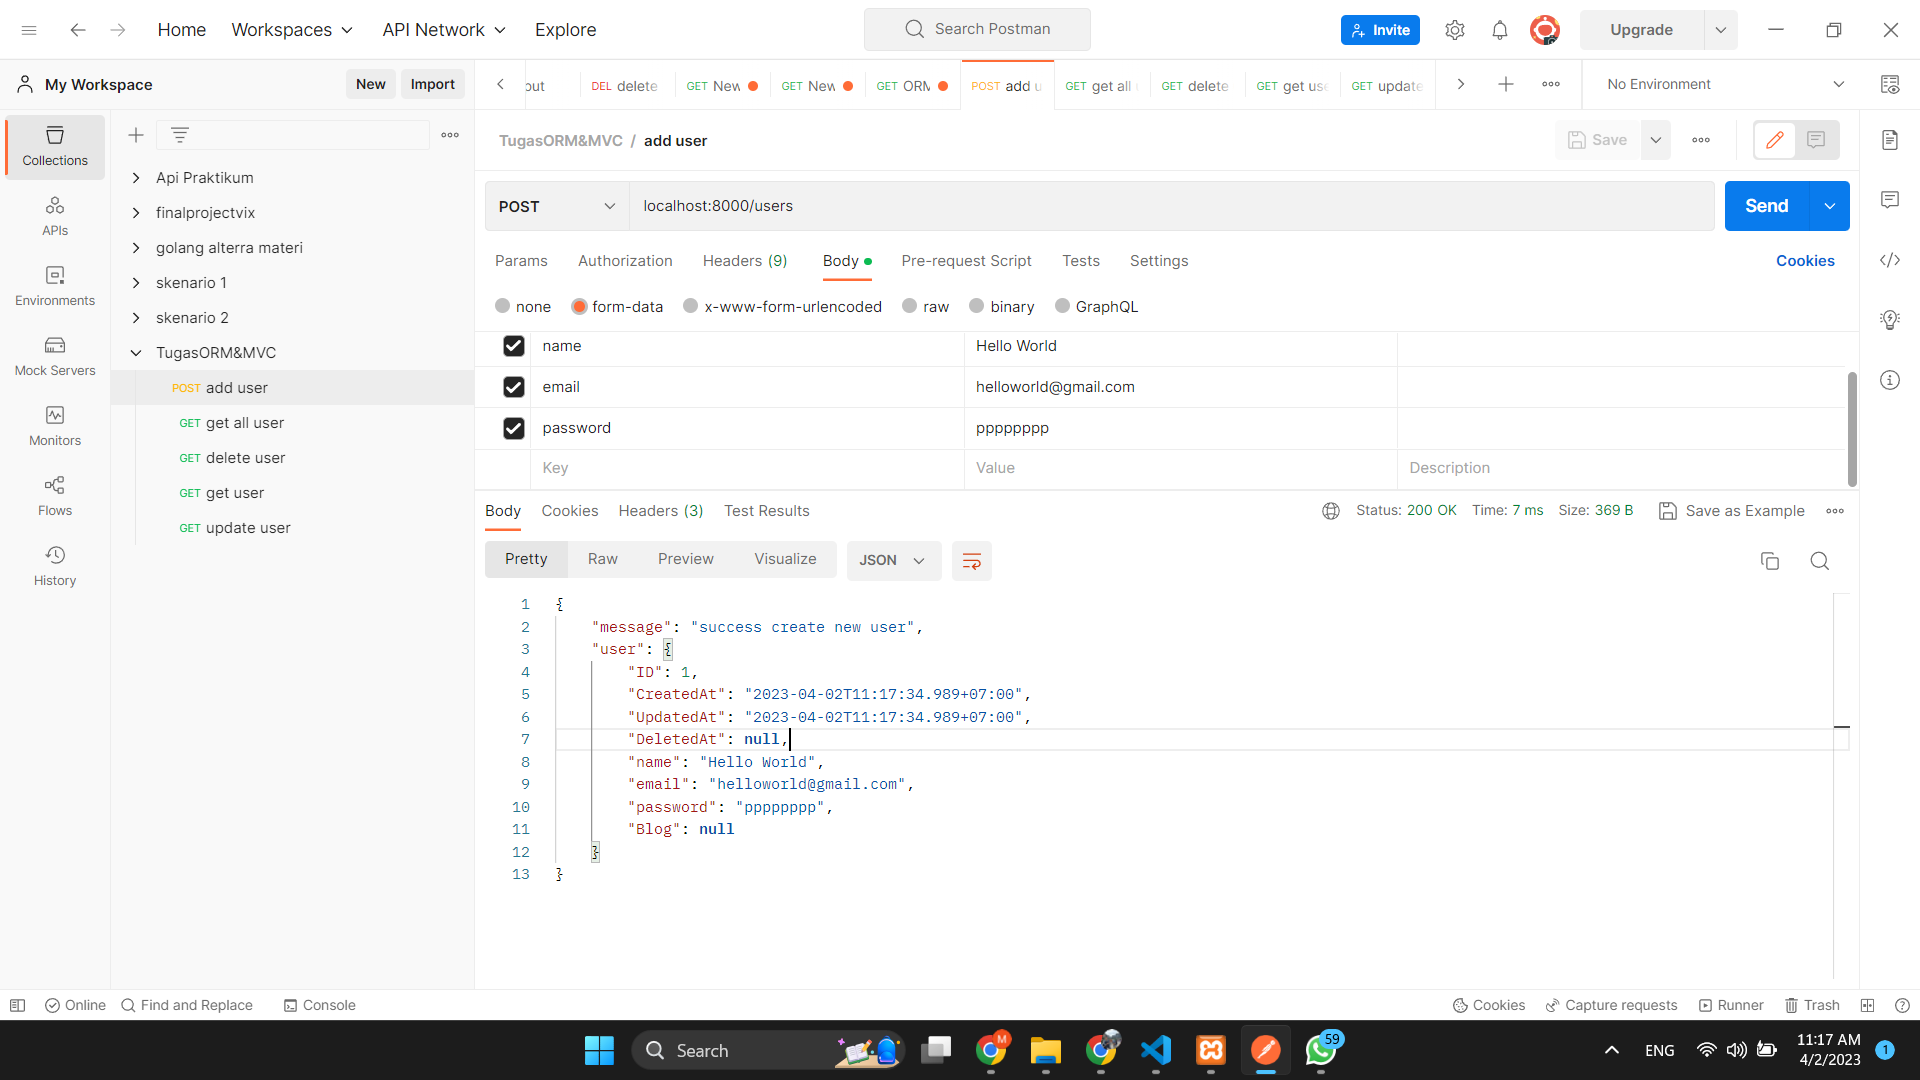 Home
Workspaces
API Network
Explore
Search Postman
Invite
Upgrade
My Workspace
New
Import
out
DEL delete
GET New
GET New
GET ORM
POST add u
GET get all
GET delete
GET get use
GET update
No Environment
Collections
APIs
Environments
Mock Servers
Monitors
Flows
History
Api Praktikum
finalprojectvix
golang alterra materi
skenario 1
skenario 2
TugasORM&MVC
POST add user
GET get all user
GET delete user
GET get user
GET update user
TugasORM&MVC / add user
Save
POST
localhost:8000/users
Send
Params
Authorization
Headers (9)
Body
Pre-request Script
Tests
Settings
Cookies
none
form-data
x-www-form-urlencoded
raw
binary
GraphQL
name Hello World
email helloworld@gmail.com
password pppppppp
Key Value Description
Body
Cookies
Headers (3)
Test Results
Status: 200 OK
Time: 7 ms
Size: 369 B
Save as Example
Pretty
Raw
Preview
Visualize
JSON
1 {
2 "message": "success create new user",
3 "user": {
4 "ID": 1,
5 "CreatedAt": "2023-04-02T11:17:34.989+07:00",
6 "UpdatedAt": "2023-04-02T11:17:34.989+07:00",
7 "DeletedAt": null,
8 "name": "Hello World",
9 "email": "helloworld@gmail.com",
10 "password": "pppppppp",
11 "Blog": null
12 }
13 }
Online
Find and Replace
Console
Cookies
Capture requests
Runner
Trash
Search
M
59
ENG
11:17 AM
4/2/2023
1